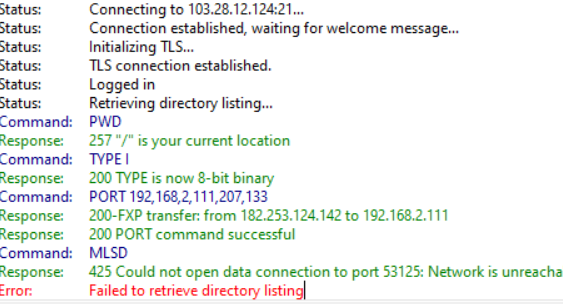 Status: Connecting to 103.28.12.124:21...
Status: Connection established, waiting for welcome message...
Status: Initializing TLS...
Status: TLS connection established.
Status: Logged in
Status: Retrieving directory listing...
Command: PWD
Response: 257 "/" is your current location
Command: TYPE I
Response: 200 TYPE is now 8-bit binary
Command: PORT 192,168,2,111,207,133
Response: 200-FXP transfer: from 182.253.124.142 to 192.168.2.111
Response: 200 PORT command successful
Command: MLSD
Response: 425 Could not open data connection to port 53125: Network is unreacha
Error: Failed to retrieve directory listing